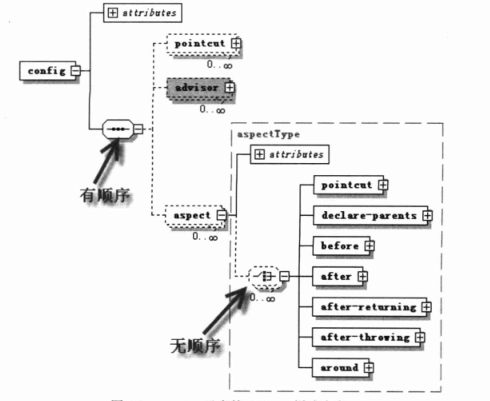 attributes
pointcut
0..∞
config
advisor
0..∞
aspectType
attributes
有顺序
aspect
0..∞
pointcut
declare-parents
before
after
0..∞
after-returning
无顺序
after-throwing
around